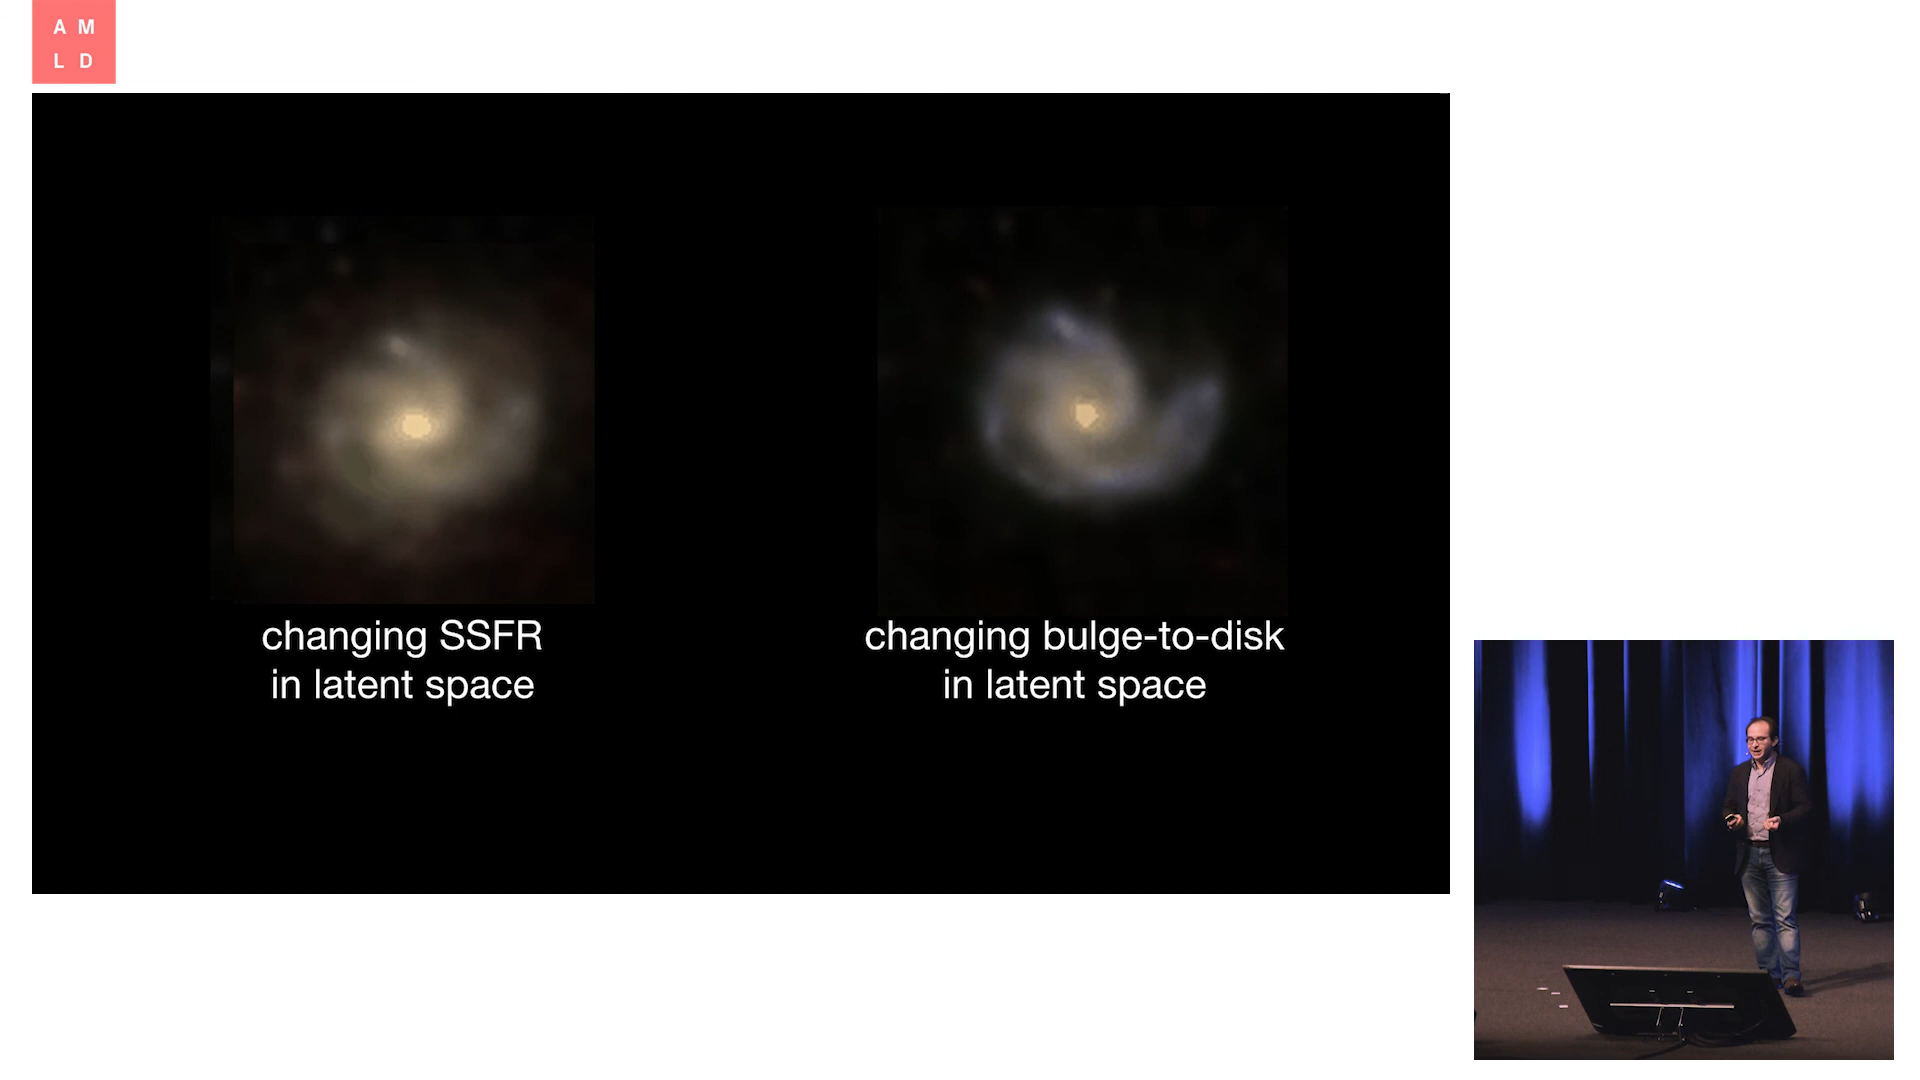 A M
L D
changing SSFR
in latent space
changing bulge-to-disk
in latent space